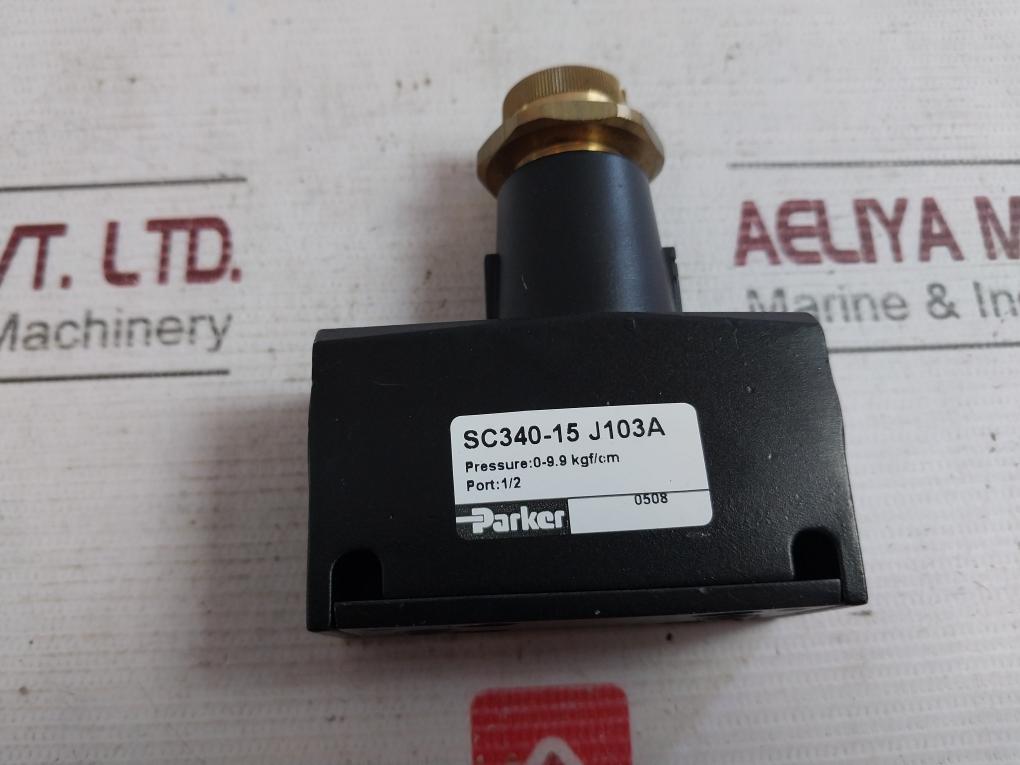 VT. LTD.
Machinery
AELIYA M
Marine & Ind
SC340-15 J103A
Pressure:0-9.9 kgf/cm
Port:1/2
0508
Parker